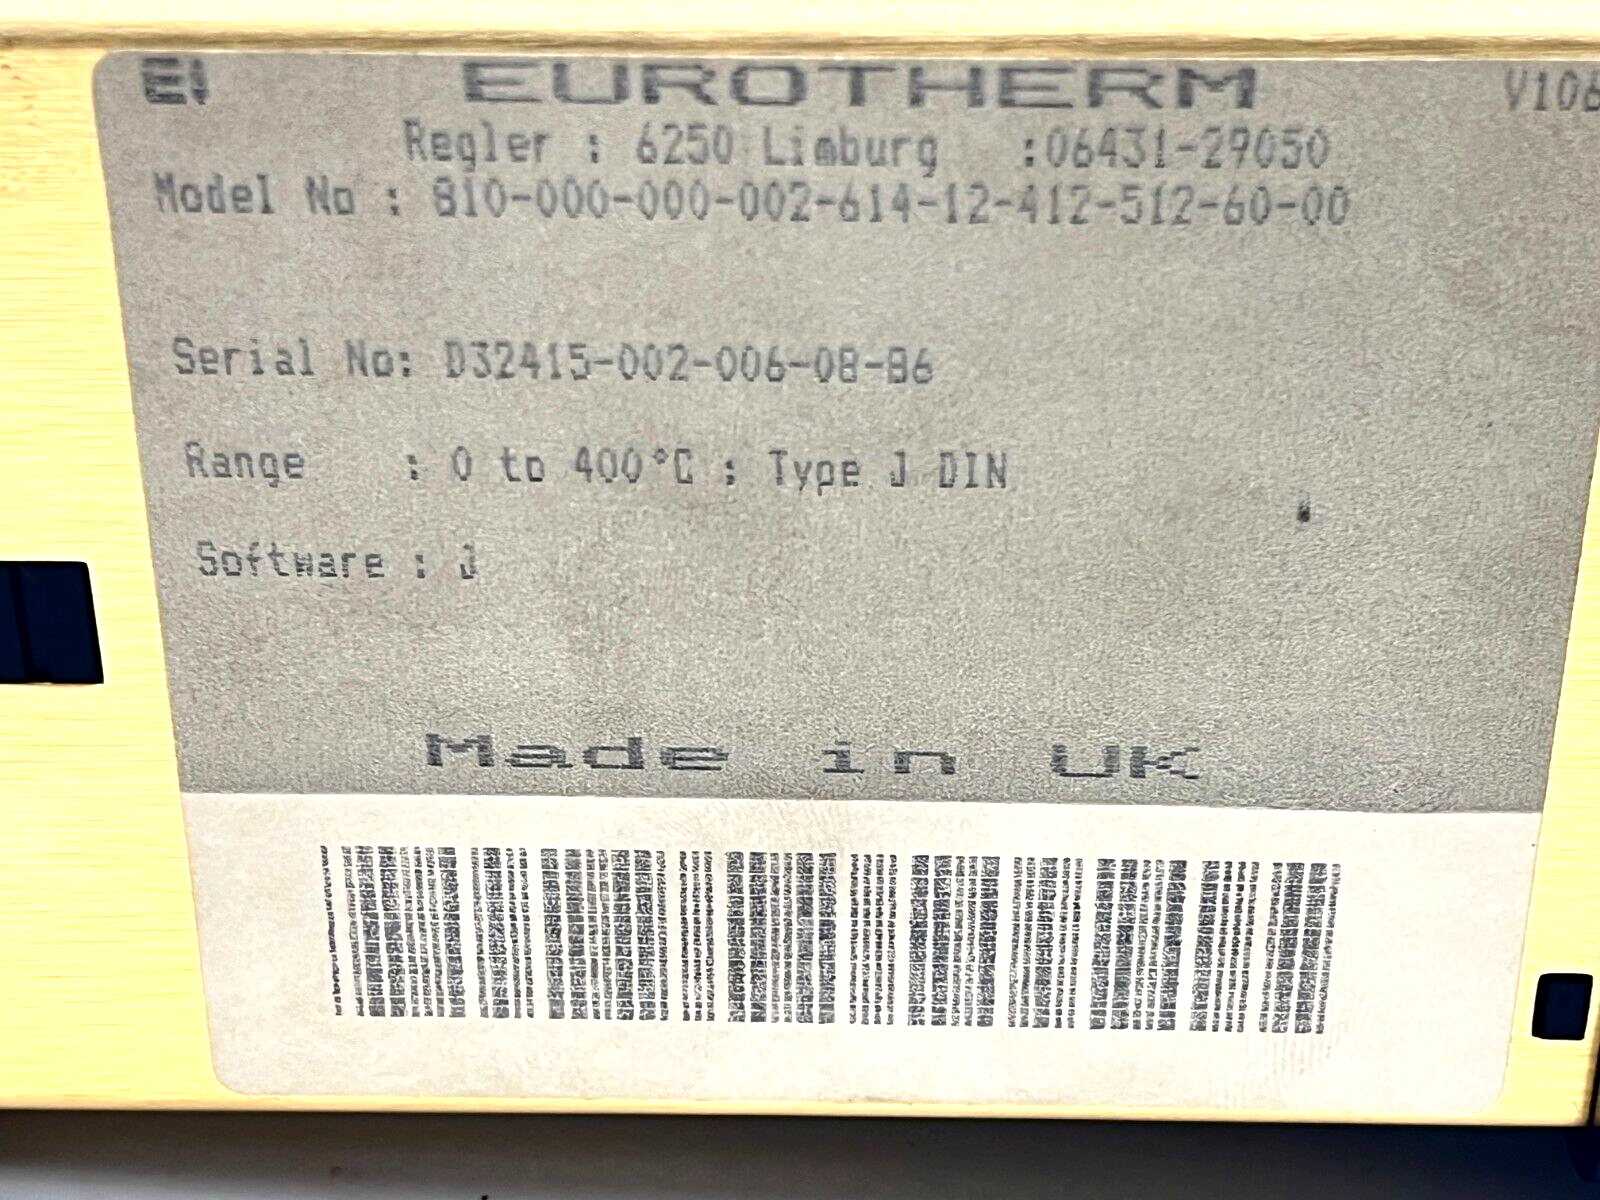 EI EUROTHERM V106
Regler : 6250 Limburg :06431-29050
Model No : 810-000-000-002-614-12-412-512-60-00
Serial No: D32415-002-006-08-86
Range : 0 to 400°C ; Type J DIN
Software : J
Made in UK